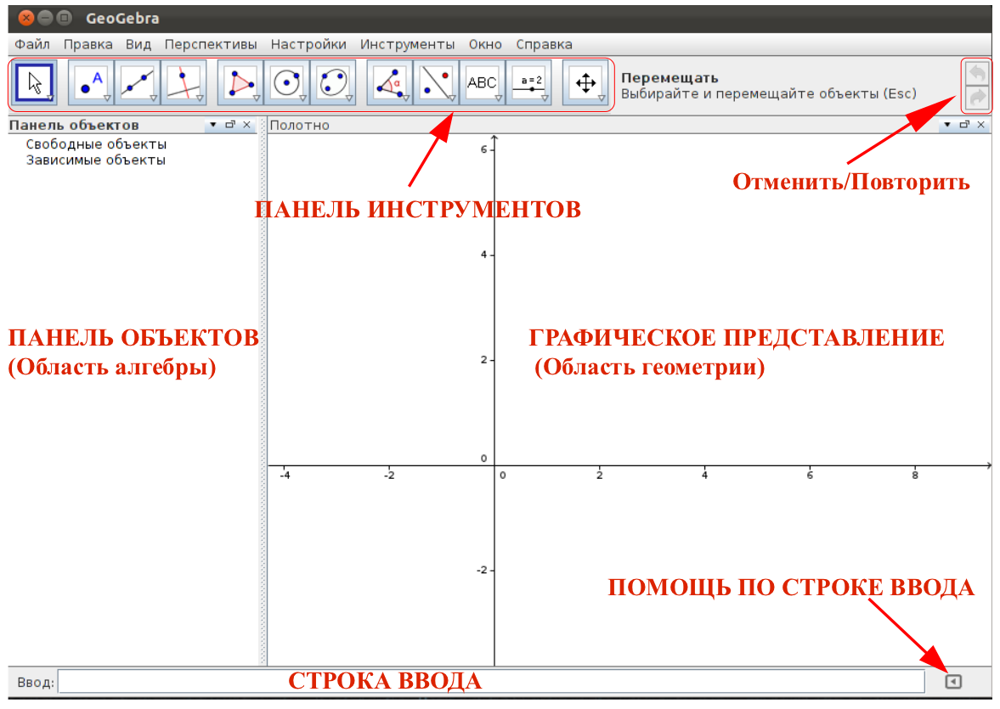 GeoGebra
Файл Правка Вид Перспективы Настройки Инструменты Окно Справка
A
α
ABC
a=2
Перемещать
Выбирайте и перемещайте объекты (Esc)
Панель объектов
Полотно
Свободные объекты
Зависимые объекты
6
Отменить/Повторить
ПАНЕЛЬ ИНСТРУМЕНТОВ
4
ПАНЕЛЬ ОБЪЕКТОВ
(Область алгебры)
ГРАФИЧЕСКОЕ ПРЕДСТАВЛЕНИЕ
(Область геометрии)
2
0
-4 -2 0 2 4 6 8
-2
ПОМОЩЬ ПО СТРОКЕ ВВОДА
Ввод:
СТРОКА ВВОДА